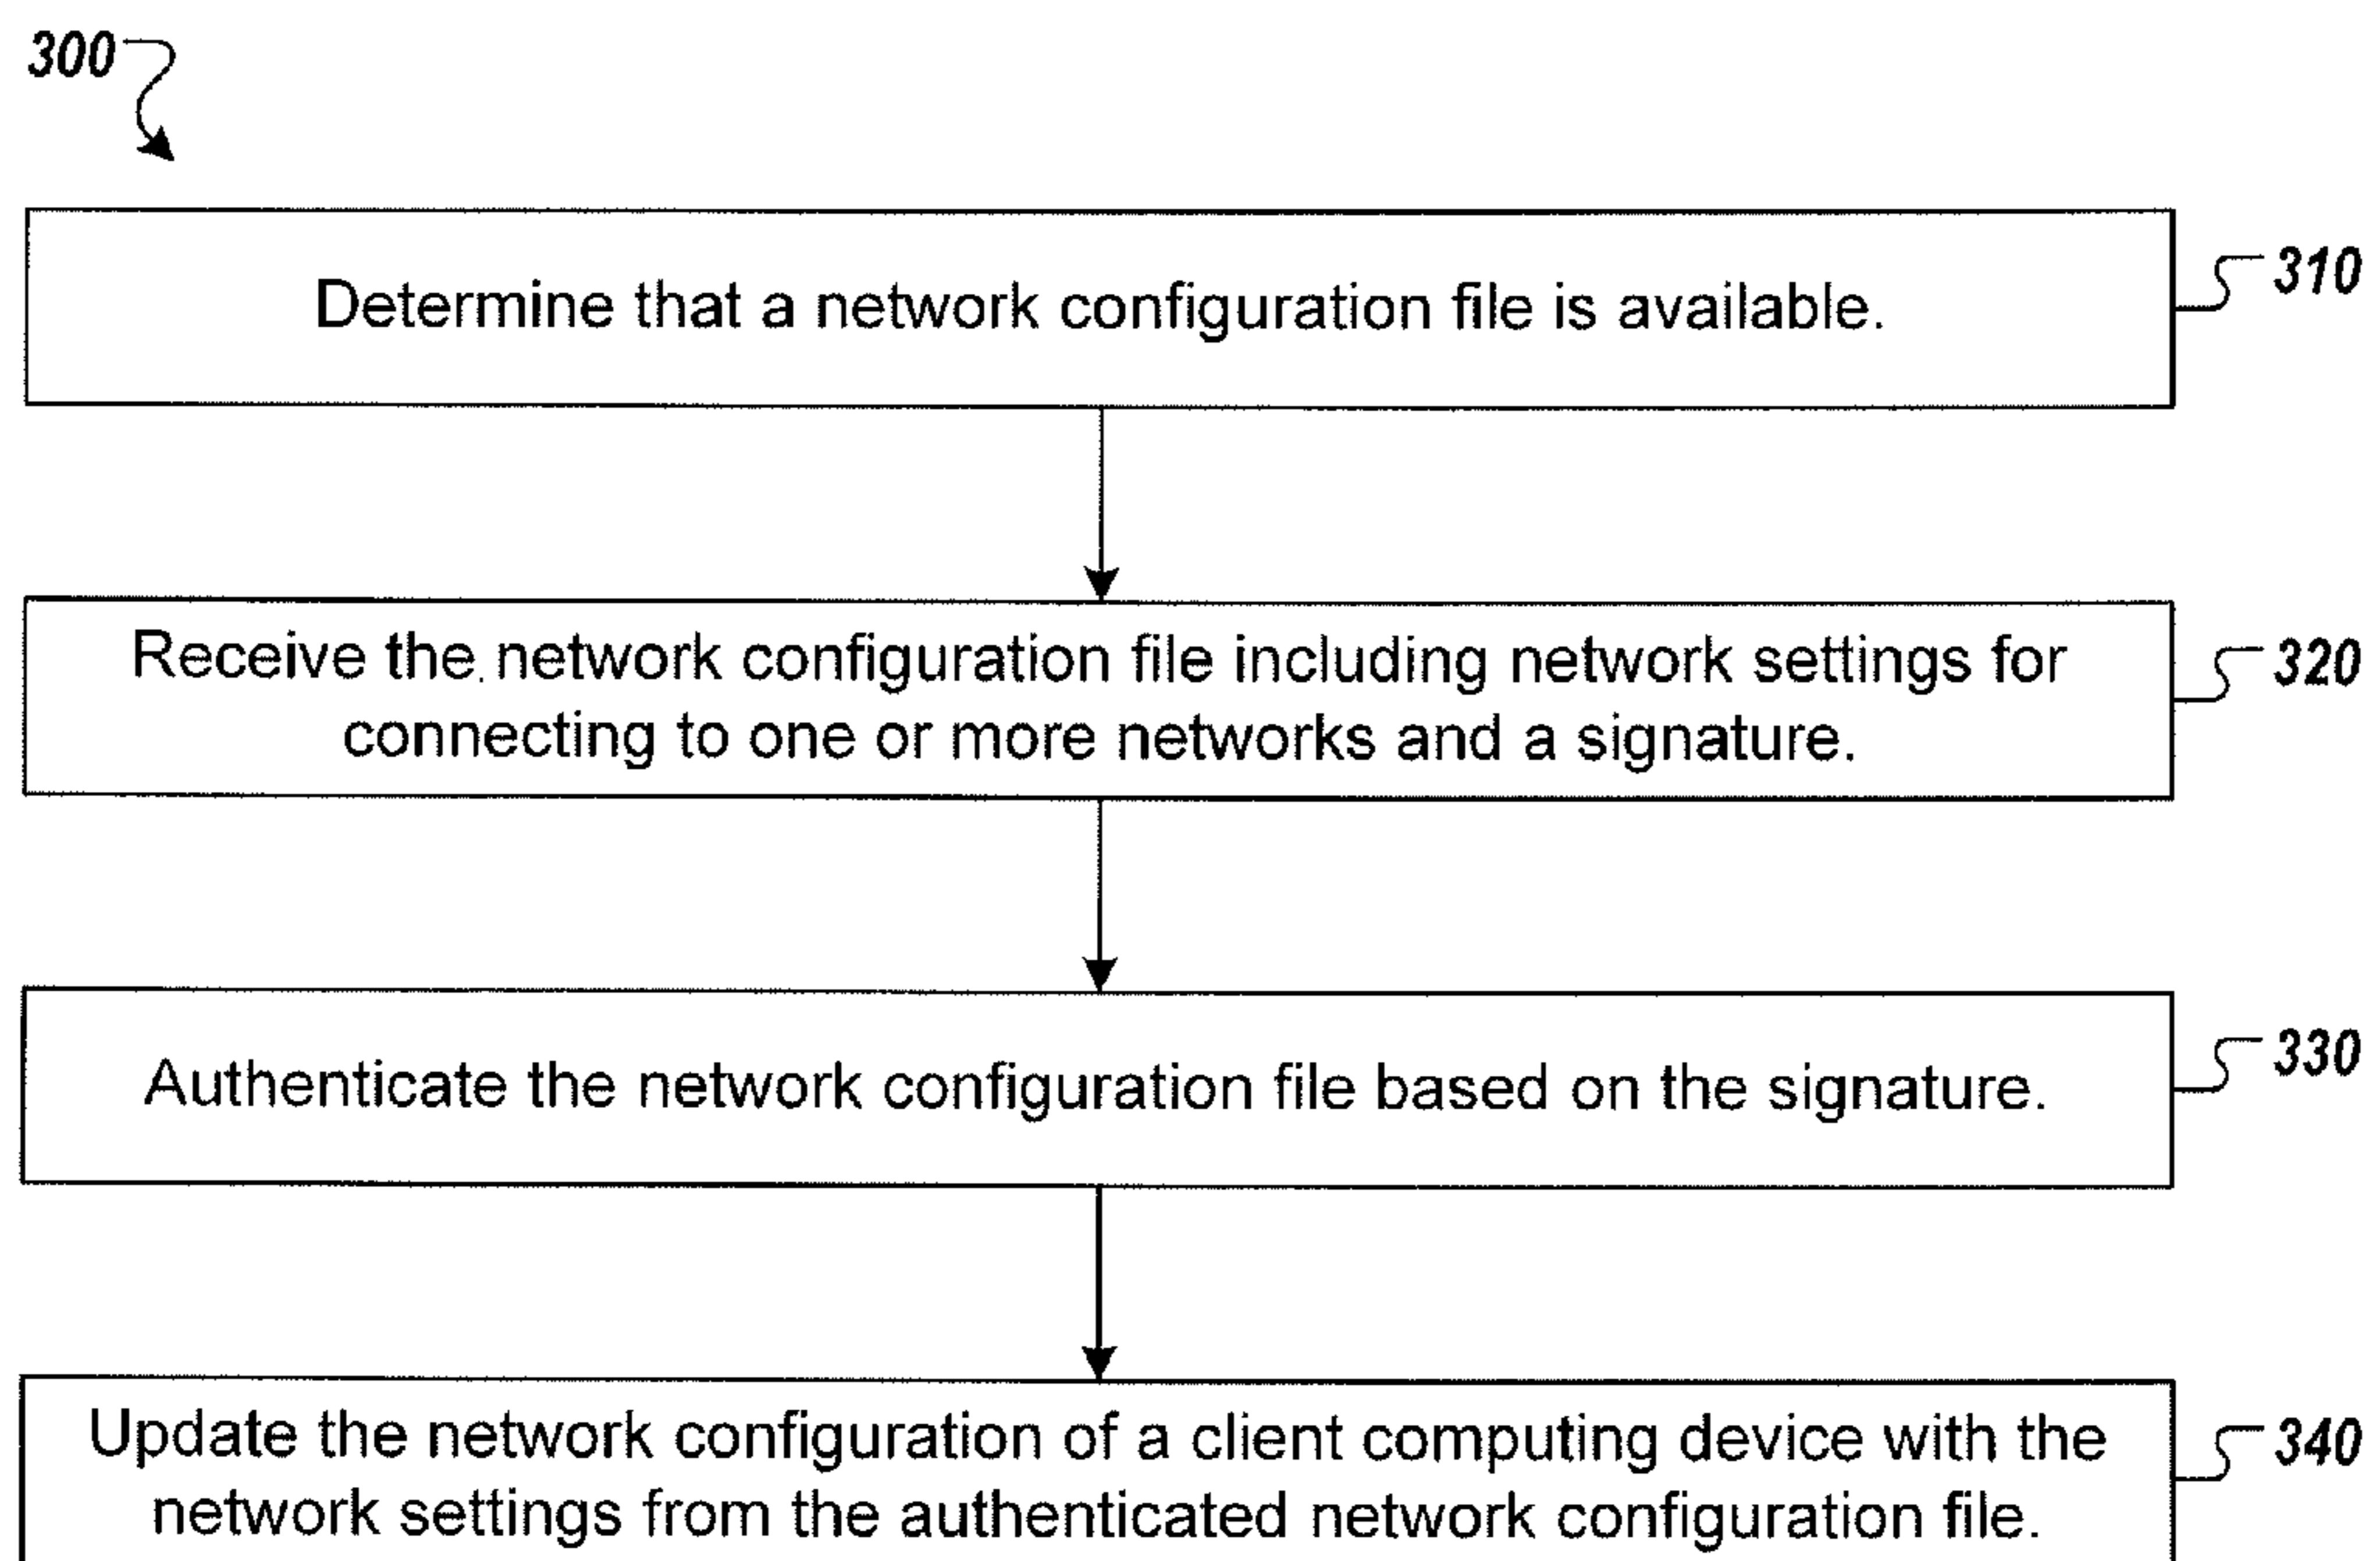 300
Determine that a network configuration file is available.
310
Receive the network configuration file including network settings for
connecting to one or more networks and a signature.
320
Authenticate the network configuration file based on the signature.
330
Update the network configuration of a client computing device with the
network settings from the authenticated network configuration file.
340